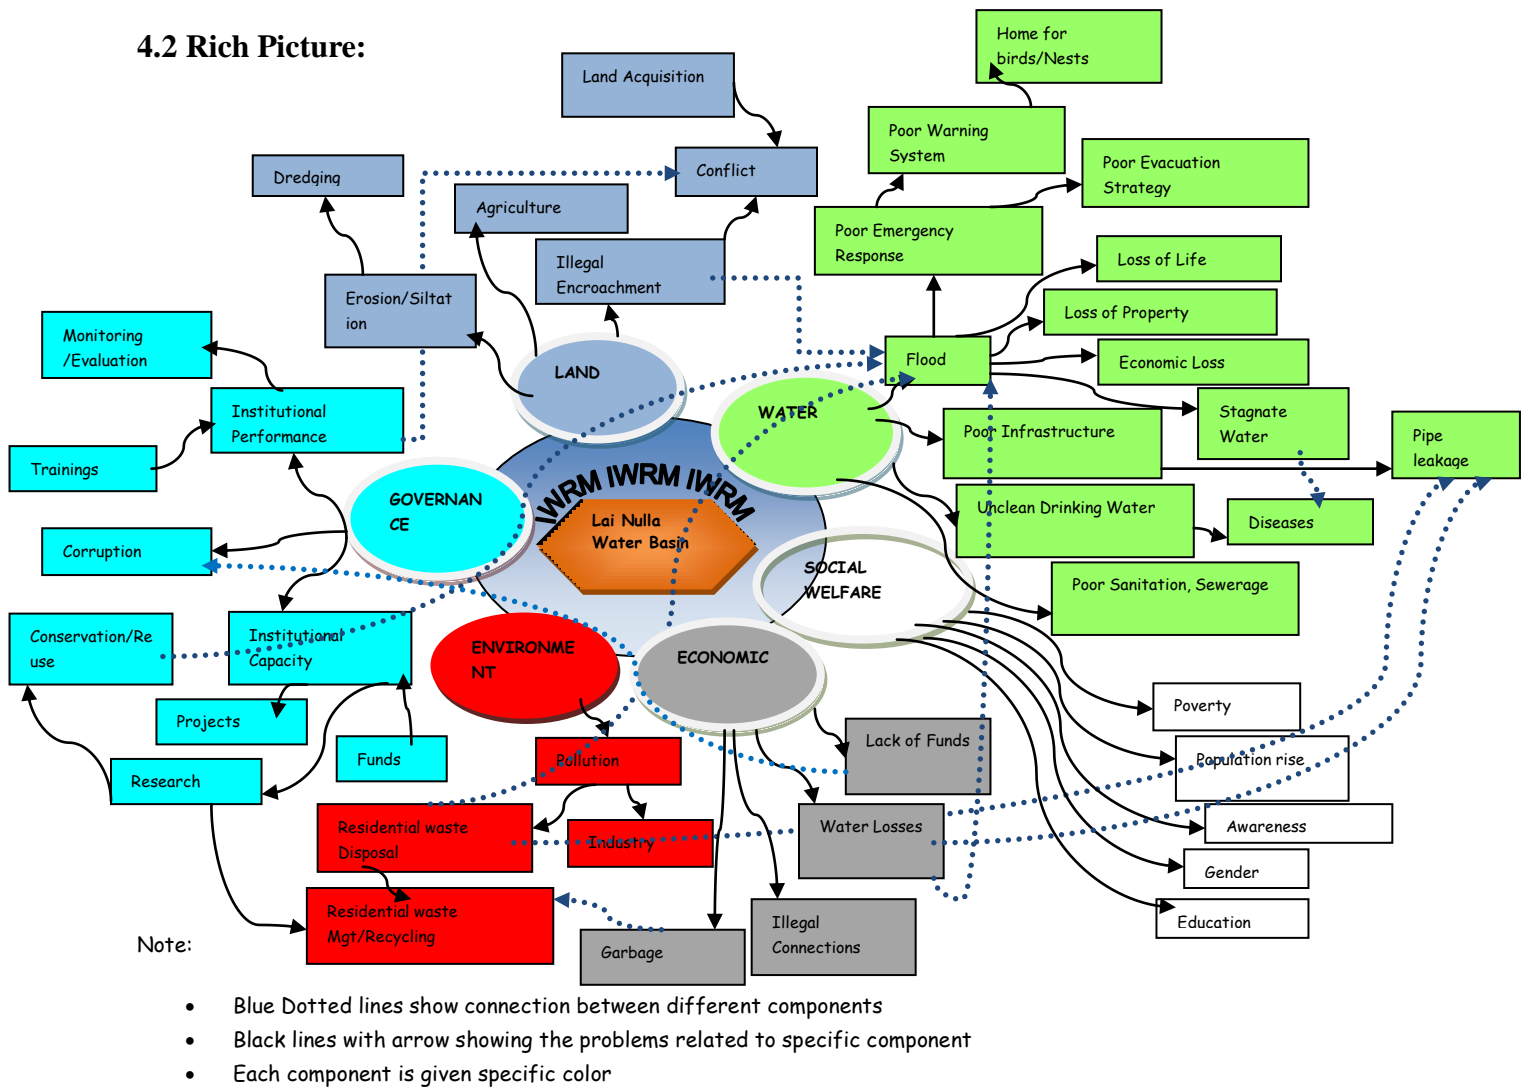 4.2 Rich Picture:
Home for
birds/Nests
Land Acquisition
Poor Warning
System
Poor Evacuation
Strategy
Conflict
Dredging
Agriculture
Poor Emergency
Response
Illegal
Encroachment
Loss of Life
Erosion/Siltat
ion
Loss of Property
Monitoring
/Evaluation
Flood
Economic Loss
LAND
Institutional
Performance
WATER
Stagnate
Water
Poor Infrastructure
Pipe
leakage
Trainings
IWRM IWRM IWRM
GOVERNAN
CE
Unclean Drinking Water
Diseases
Lai Nulla
Water Basin
Corruption
SOCIAL
WELFARE
Poor Sanitation, Sewerage
Conservation/Re
use
Institutional
Capacity
ENVIRONME
NT
ECONOMIC
Poverty
Projects
Lack of Funds
Funds
Pollution
Population rise
Research
Residential waste
Disposal
Industry
Water Losses
Awareness
Gender
Residential waste
Mgt/Recycling
Illegal
Connections
Education
Garbage
Note:
• Blue Dotted lines show connection between different components
• Black lines with arrow showing the problems related to specific component
• Each component is given specific color